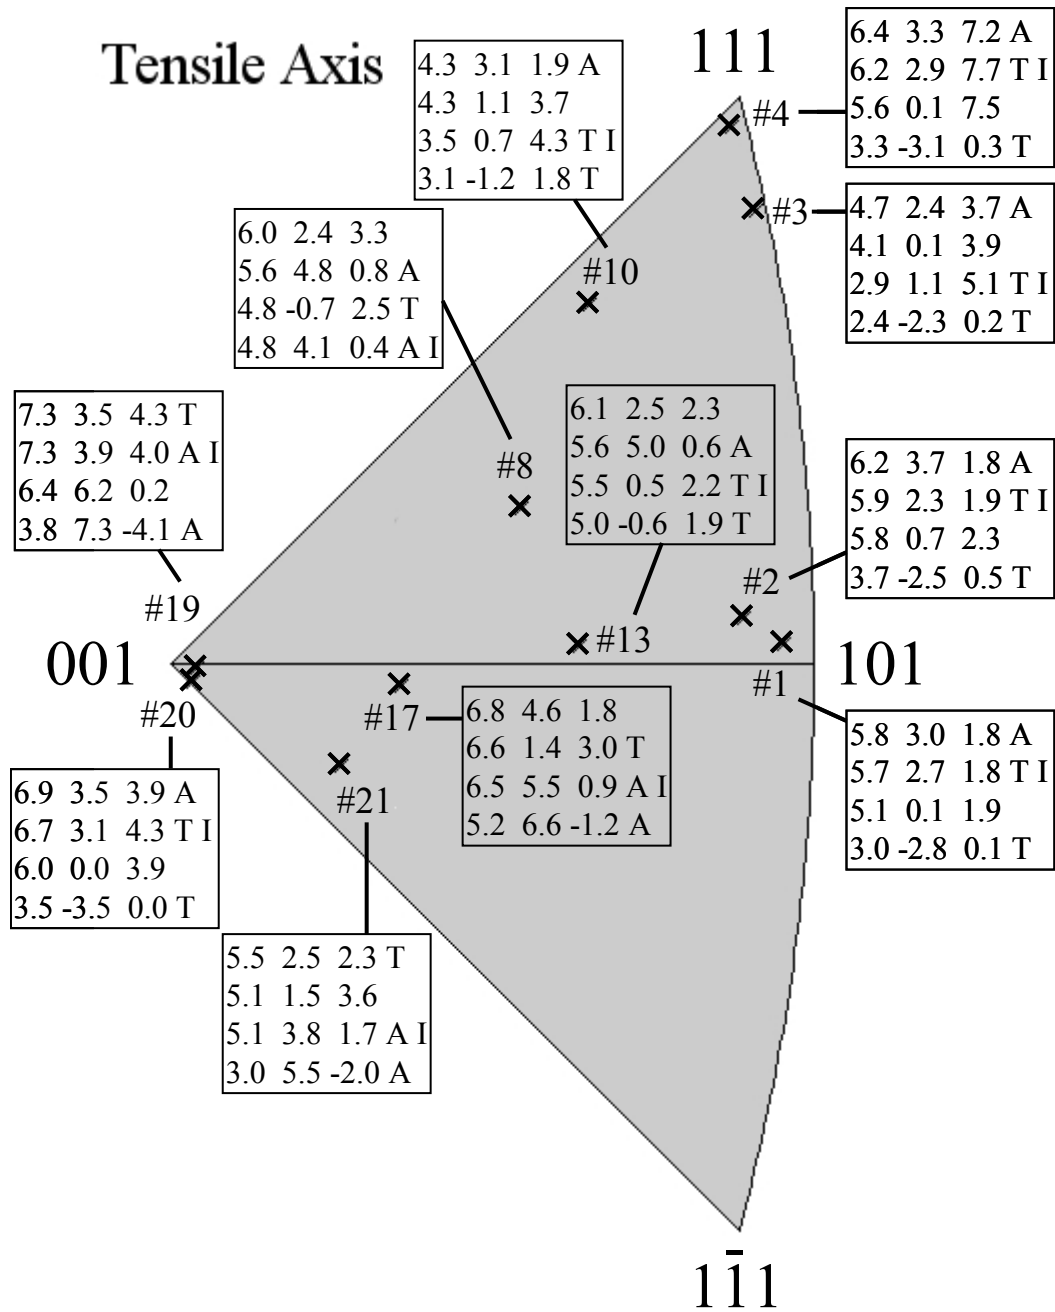 Tensile Axis
111
4.3 3.1 1.9 A
4.3 1.1 3.7
3.5 0.7 4.3 T I
3.1 -1.2 1.8 T
#10
6.4 3.3 7.2 A
6.2 2.9 7.7 T I
5.6 0.1 7.5
3.3 -3.1 0.3 T
#4
4.7 2.4 3.7 A
4.1 0.1 3.9
2.9 1.1 5.1 T I
2.4 -2.3 0.2 T
#3
6.0 2.4 3.3
5.6 4.8 0.8 A
4.8 -0.7 2.5 T
4.8 4.1 0.4 A I
#8
7.3 3.5 4.3 T
7.3 3.9 4.0 A I
6.4 6.2 0.2
3.8 7.3 -4.1 A
#19
6.1 2.5 2.3
5.6 5.0 0.6 A
5.5 0.5 2.2 T I
5.0 -0.6 1.9 T
#13
6.2 3.7 1.8 A
5.9 2.3 1.9 T I
5.8 0.7 2.3
3.7 -2.5 0.5 T
#2
001
101
#1
5.8 3.0 1.8 A
5.7 2.7 1.8 T I
5.1 0.1 1.9
3.0 -2.8 0.1 T
#20
6.9 3.5 3.9 A
6.7 3.1 4.3 T I
6.0 0.0 3.9
3.5 -3.5 0.0 T
#17
6.8 4.6 1.8
6.6 1.4 3.0 T
6.5 5.5 0.9 A I
5.2 6.6 -1.2 A
#21
5.5 2.5 2.3 T
5.1 1.5 3.6
5.1 3.8 1.7 A I
3.0 5.5 -2.0 A
11̄1